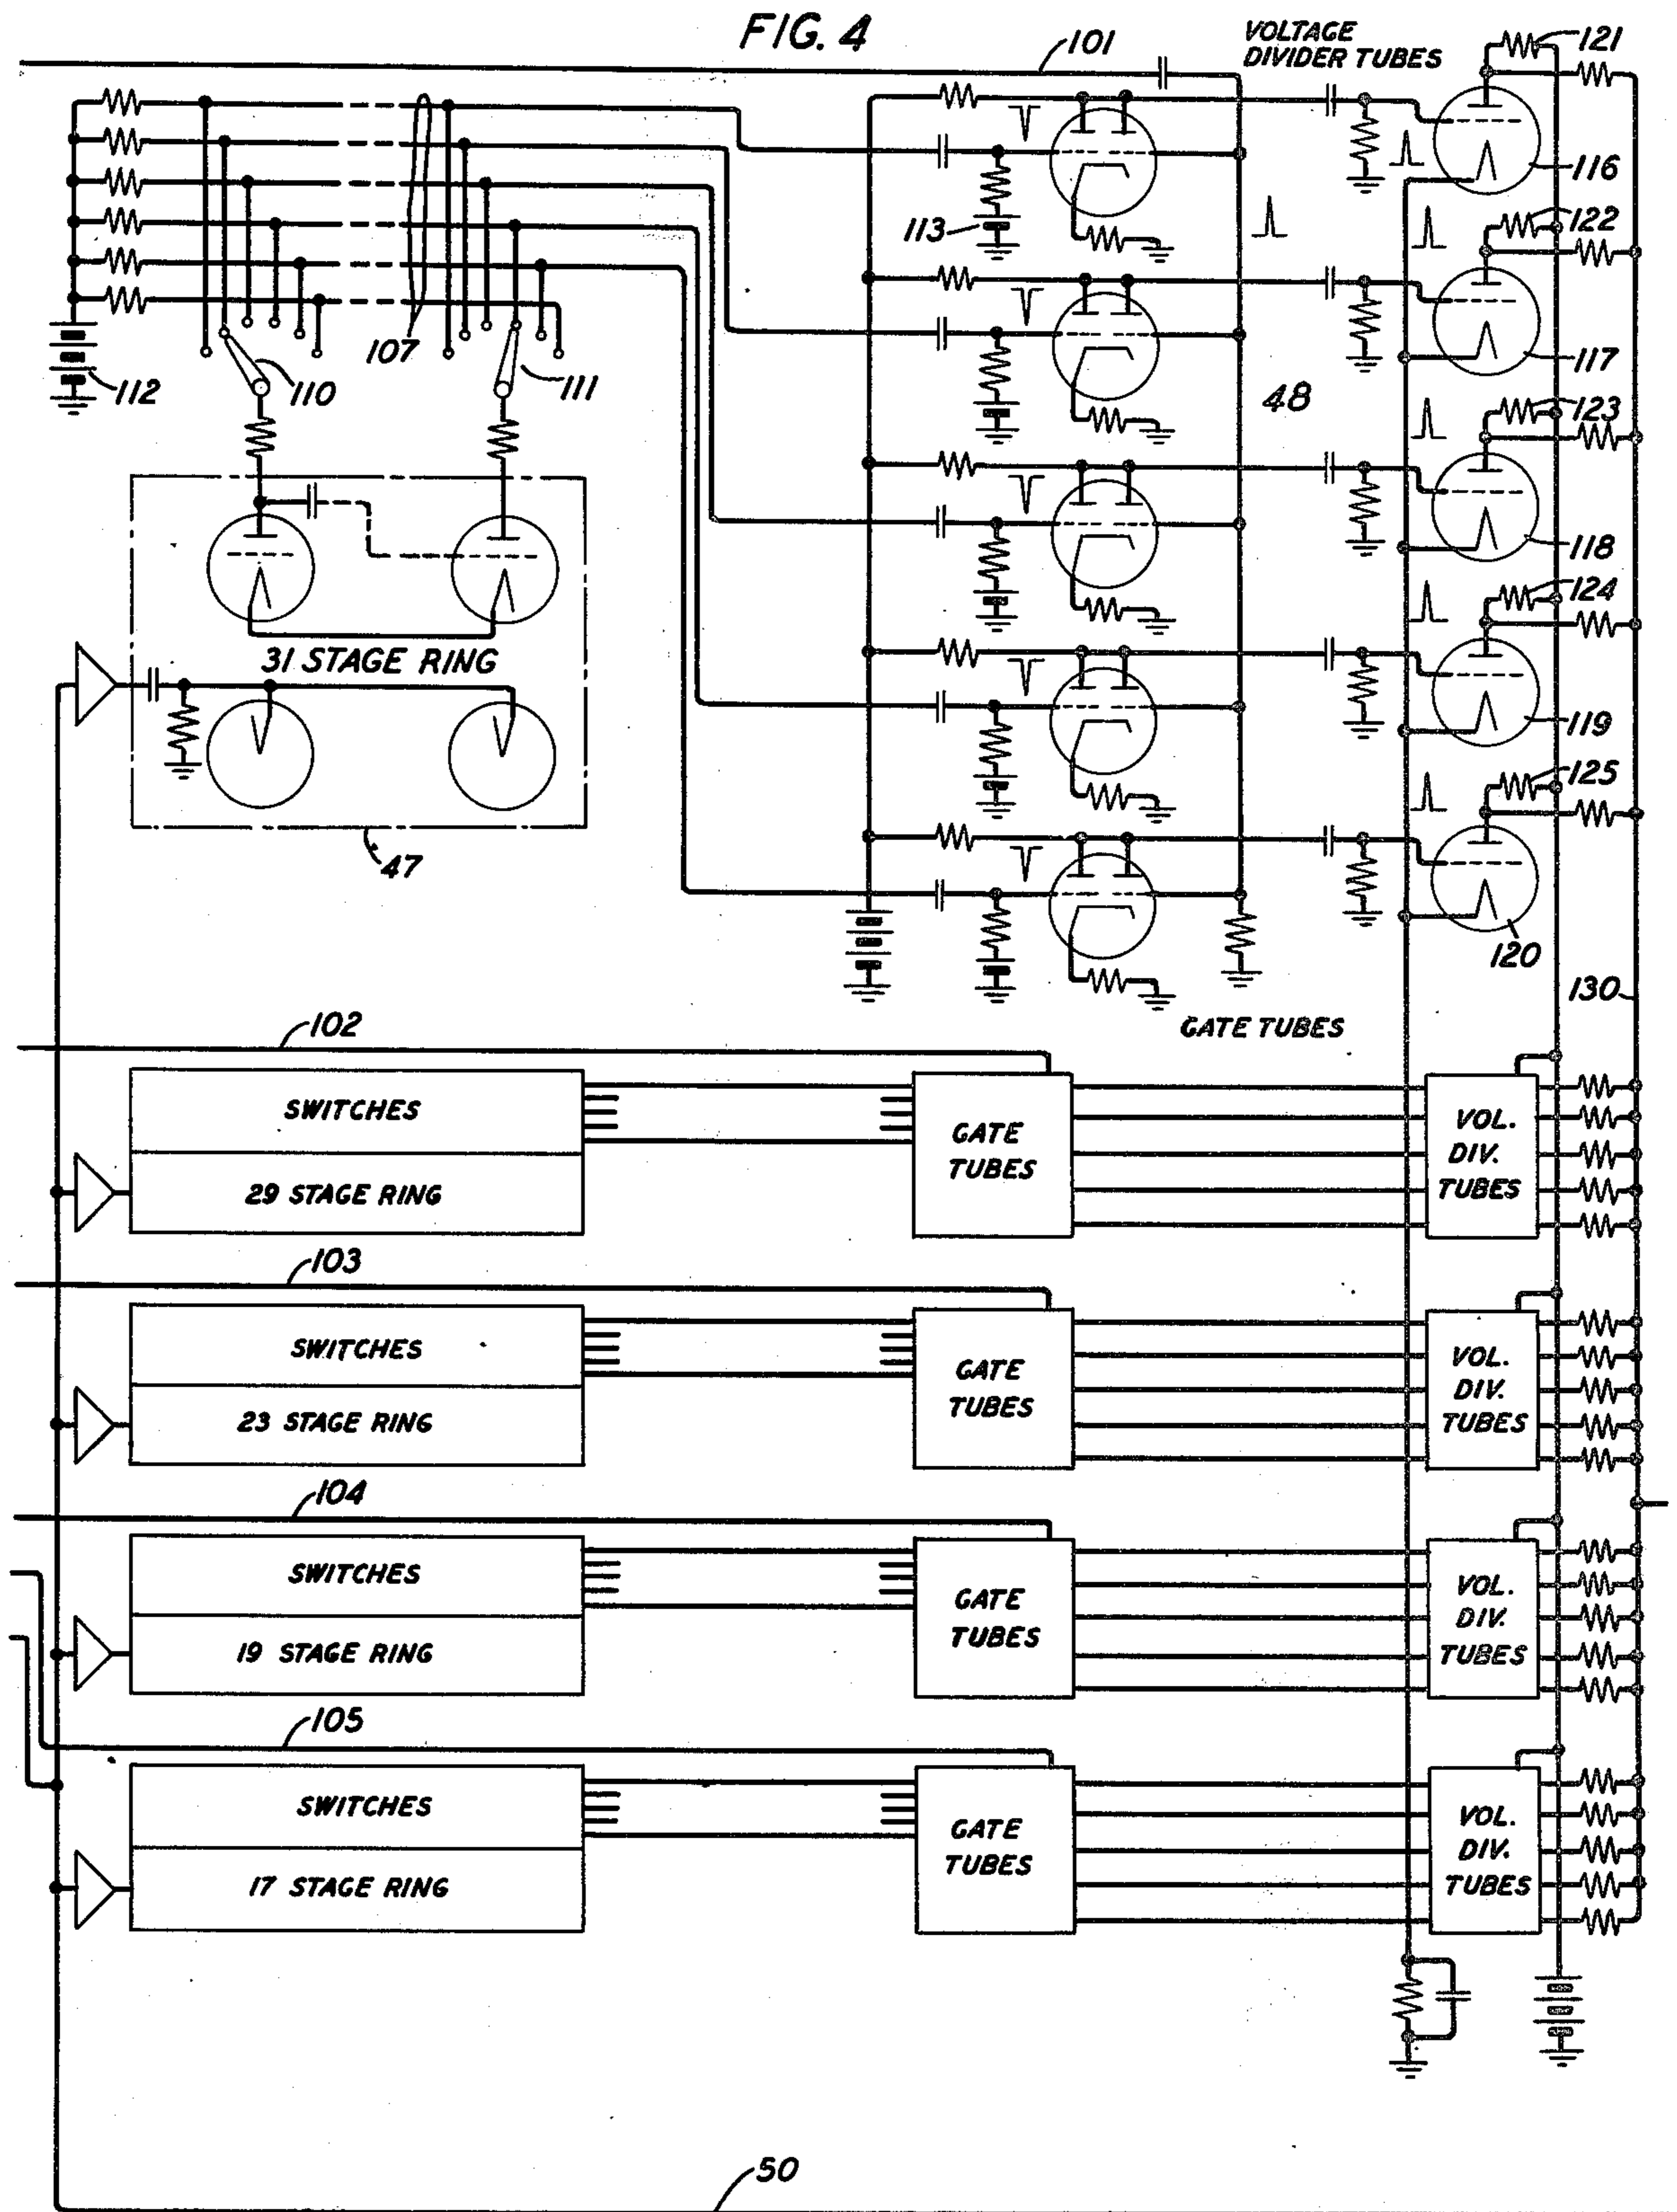 FIG. 4
101
VOLTAGE
DIVIDER TUBES
121
116
122
113
107
112
110
111
117
48
123
118
124
31 STAGE RING
119
125
47
120
130
GATE TUBES
102
SWITCHES
29 STAGE RING
GATE
TUBES
VOL.
DIV.
TUBES
103
SWITCHES
23 STAGE RING
GATE
TUBES
VOL.
DIV.
TUBES
104
SWITCHES
19 STAGE RING
GATE
TUBES
VOL.
DIV.
TUBES
105
SWITCHES
17 STAGE RING
GATE
TUBES
VOL.
DIV.
TUBES
50